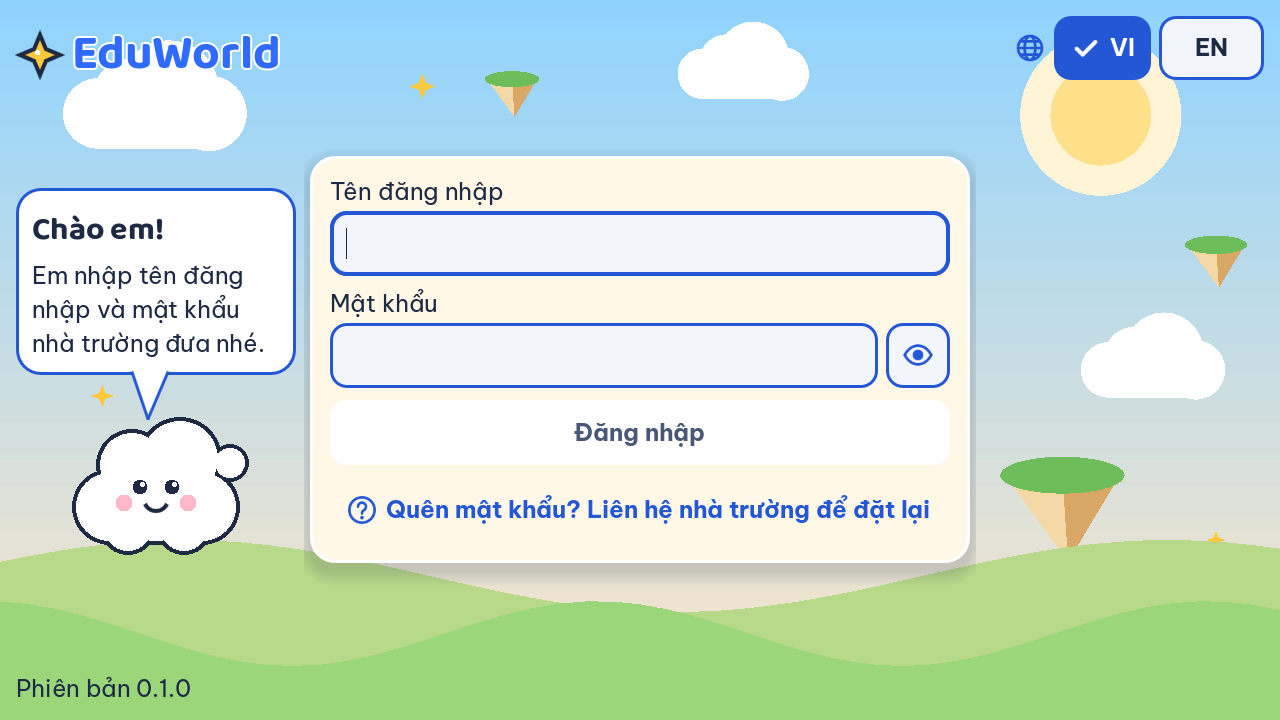 EduWorld
VI
EN
Chào em!
Em nhập tên đăng
nhập và mật khẩu
nhà trường đưa nhé.
Tên đăng nhập
Mật khẩu
Đăng nhập
Quên mật khẩu? Liên hệ nhà trường để đặt lại
Phiên bản 0.1.0